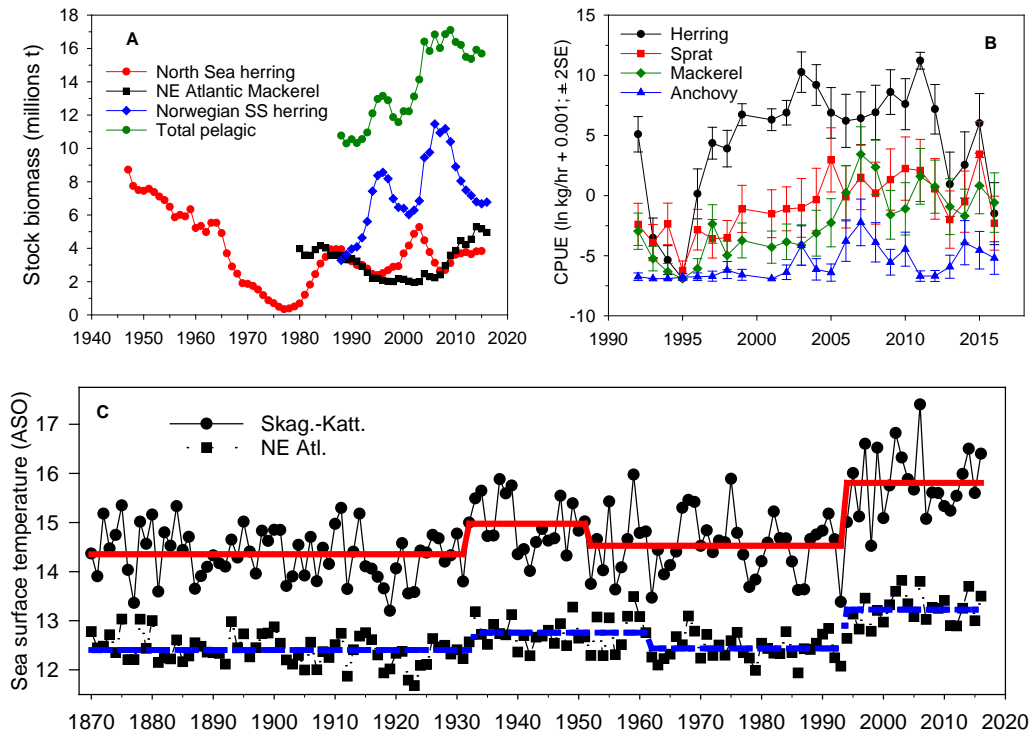 A
North Sea herring
NE Atlantic Mackerel
Norwegian SS herring
Total pelagic
Stock biomass (millions t)
18
16
14
12
10
8
6
4
2
0
1940 1950 1960 1970 1980 1990 2000 2010 2020
B
Herring
Sprat
Mackerel
Anchovy
CPUE (ln kg/hr + 0.001; ± 2SE)
15
10
5
0
-5
-10
1990 1995 2000 2005 2010 2015
C
Skag.-Katt.
NE Atl.
Sea surface temperature (ASO)
17
16
15
14
13
12
1870 1880 1890 1900 1910 1920 1930 1940 1950 1960 1970 1980 1990 2000 2010 2020